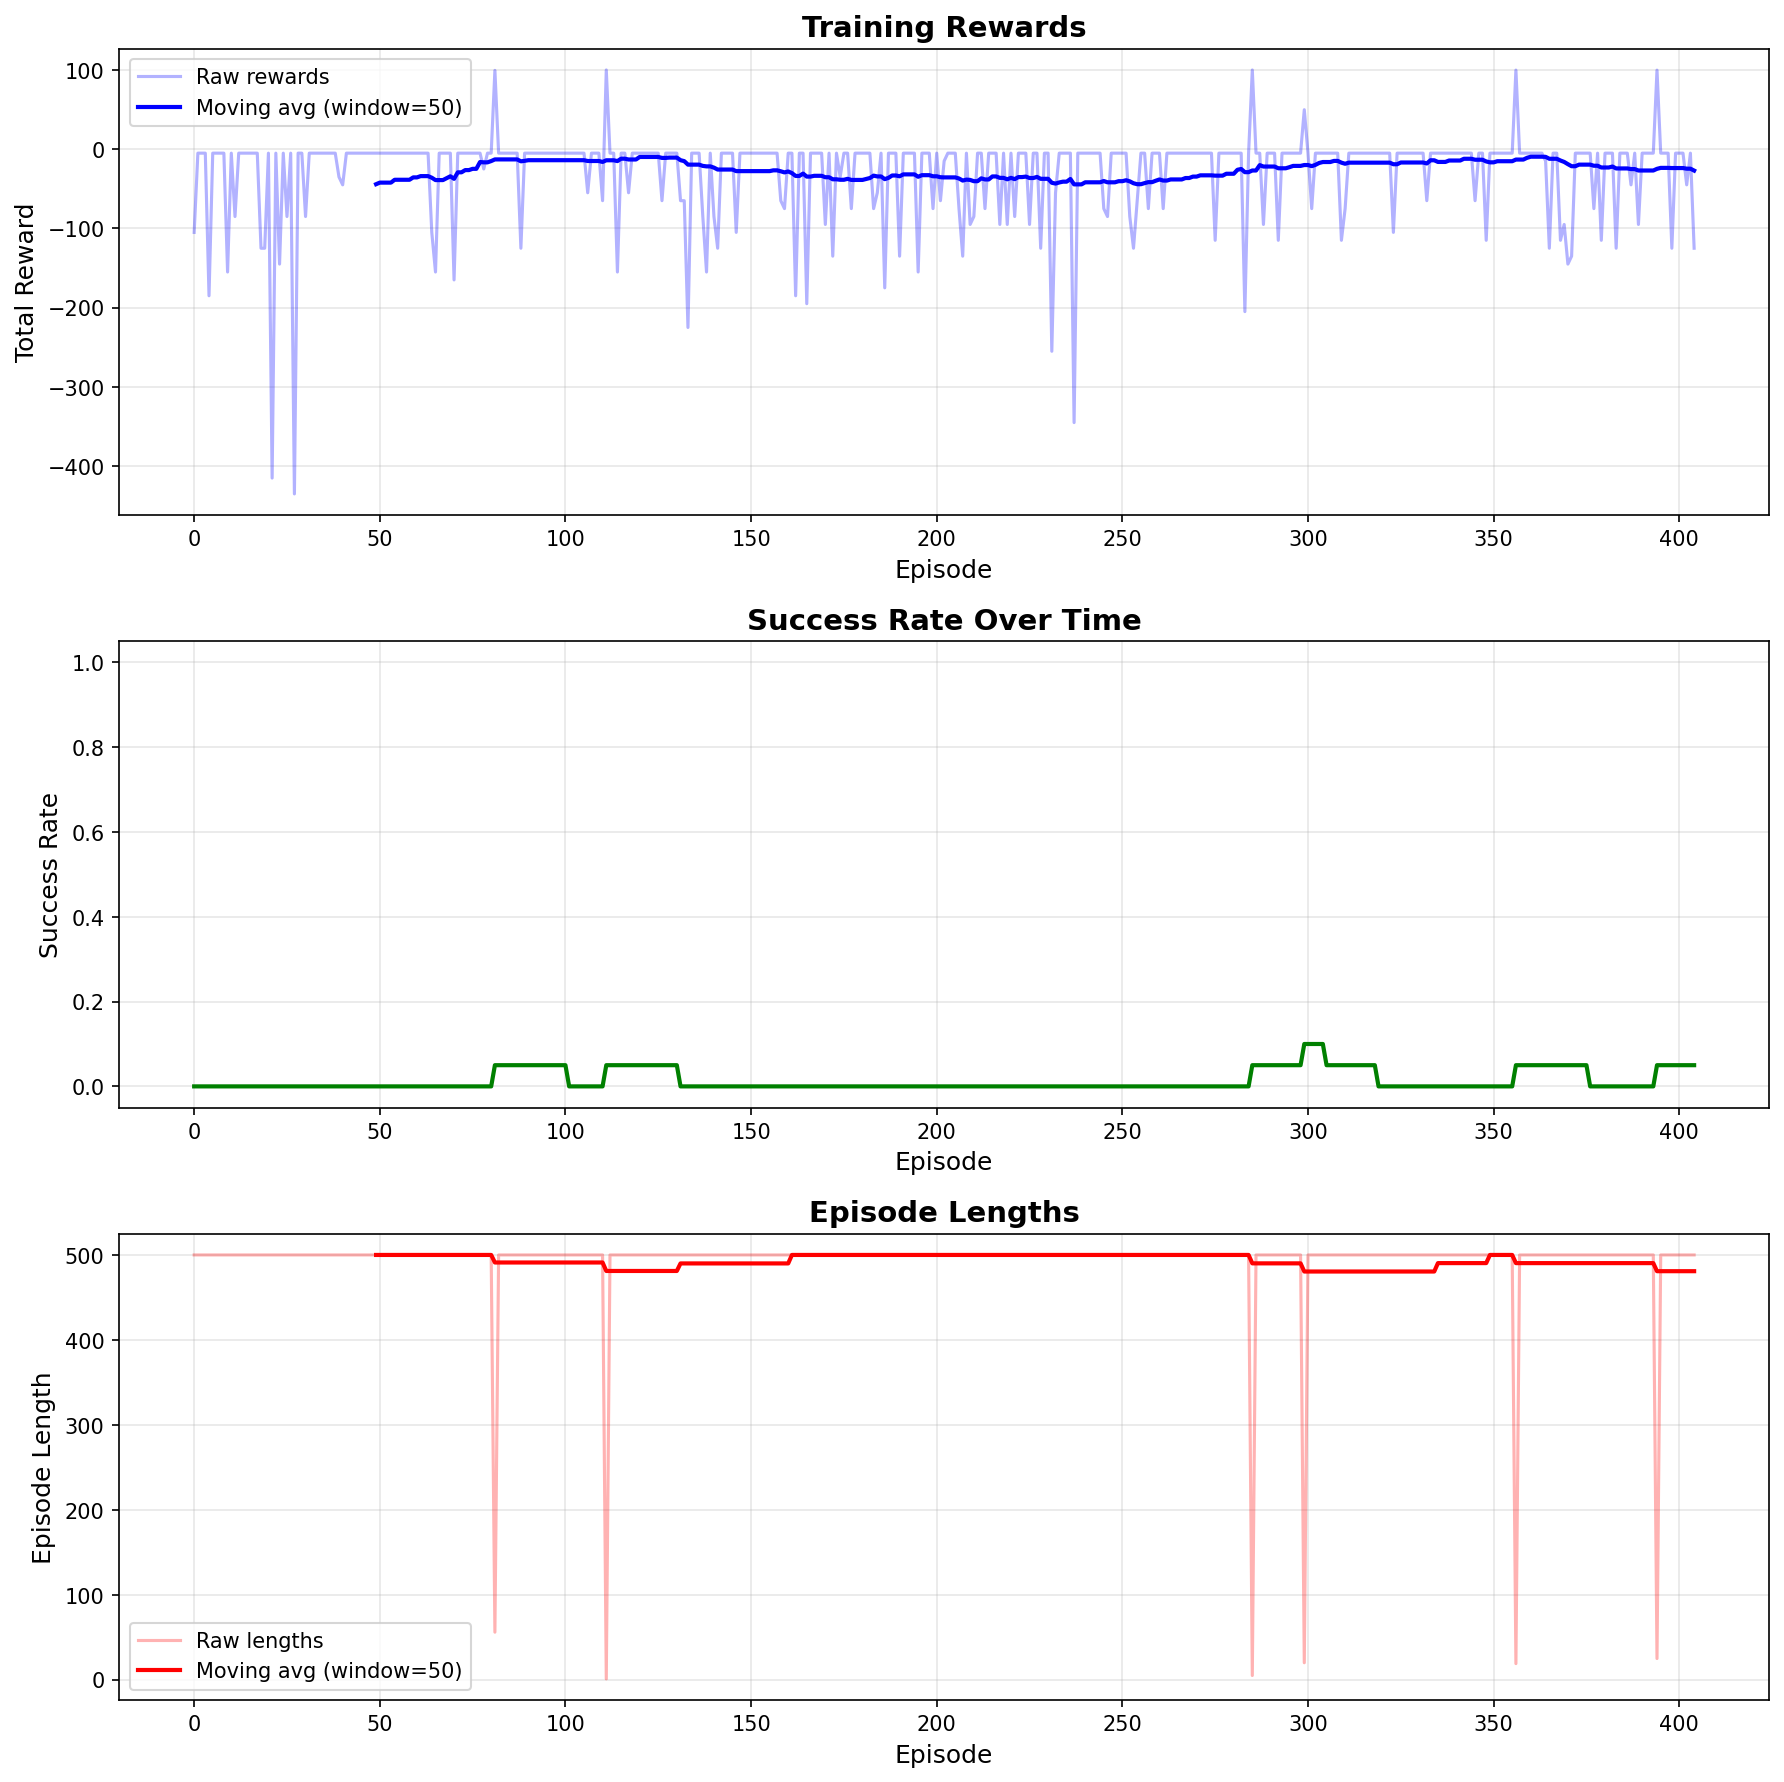 Training Rewards
Raw rewards
Moving avg (window=50)
Total Reward
100
0
−100
−200
−300
−400
0 50 100 150 200 250 300 350 400
Episode
Success Rate Over Time
Success Rate
1.0
0.8
0.6
0.4
0.2
0.0
0 50 100 150 200 250 300 350 400
Episode
Episode Lengths
Episode Length
500
400
300
200
100
0
Raw lengths
Moving avg (window=50)
0 50 100 150 200 250 300 350 400
Episode